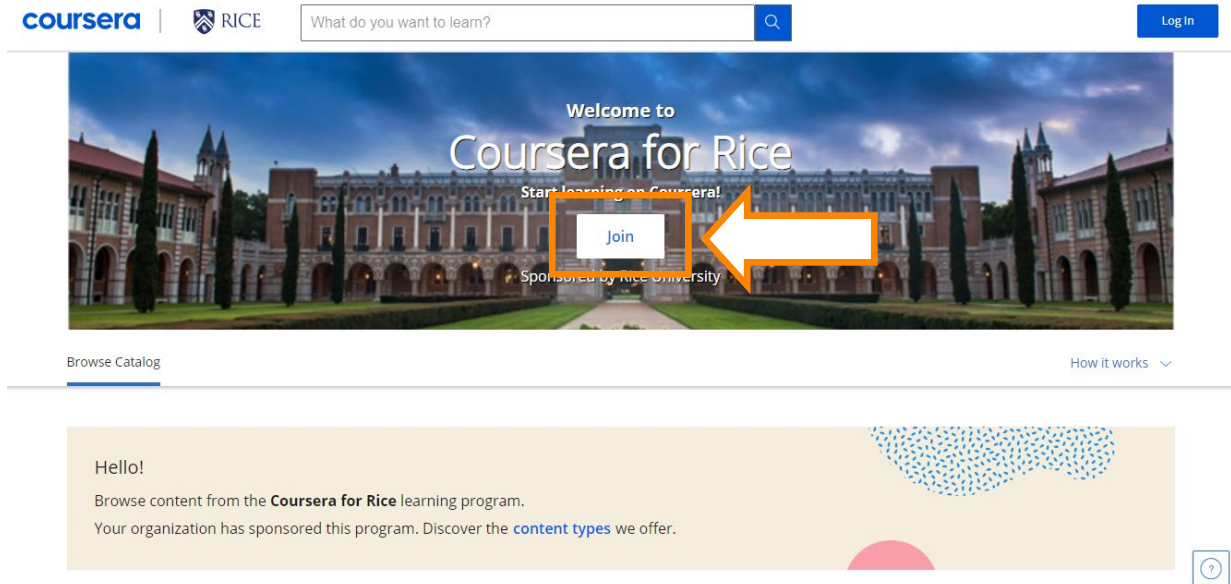 coursera
RICE
What do you want to learn?
Log In
Welcome to
Coursera for Rice
Start learning on Coursera!
Join
Sponsored by Rice University
Browse Catalog
How it works
Hello!
Browse content from the Coursera for Rice learning program.
Your organization has sponsored this program. Discover the content types we offer.
?